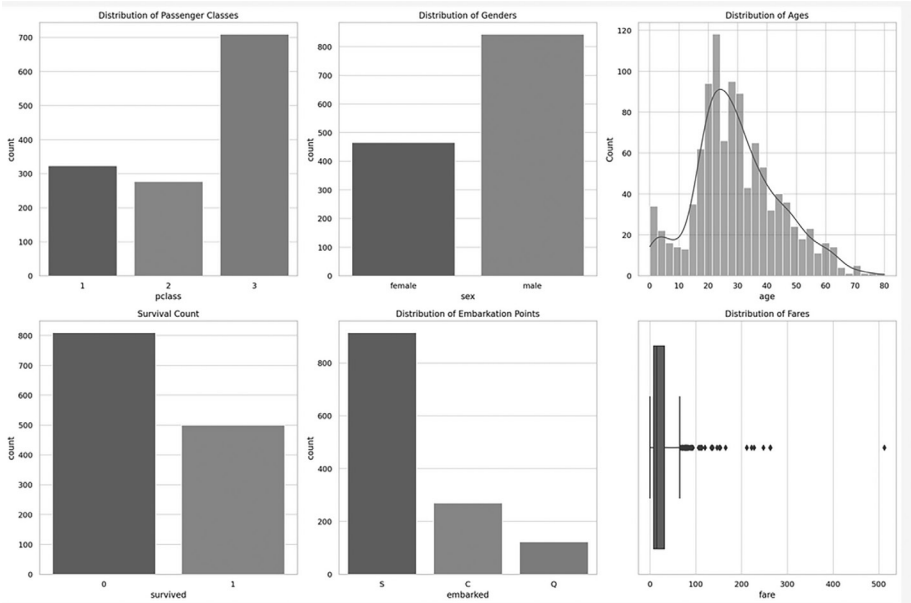 Distribution of Passenger Classes
700
600
500
400
300
200
100
0
count
1 2 3
pclass
Distribution of Genders
800
700
600
500
400
300
200
100
0
count
female male
sex
Distribution of Ages
120
100
80
60
40
20
0
Count
0 10 20 30 40 50 60 70 80
age
Survival Count
800
700
600
500
400
300
200
100
0
count
0 1
survived
Distribution of Embarkation Points
800
600
400
200
0
count
S C Q
embarked
Distribution of Fares
0 100 200 300 400 500
fare